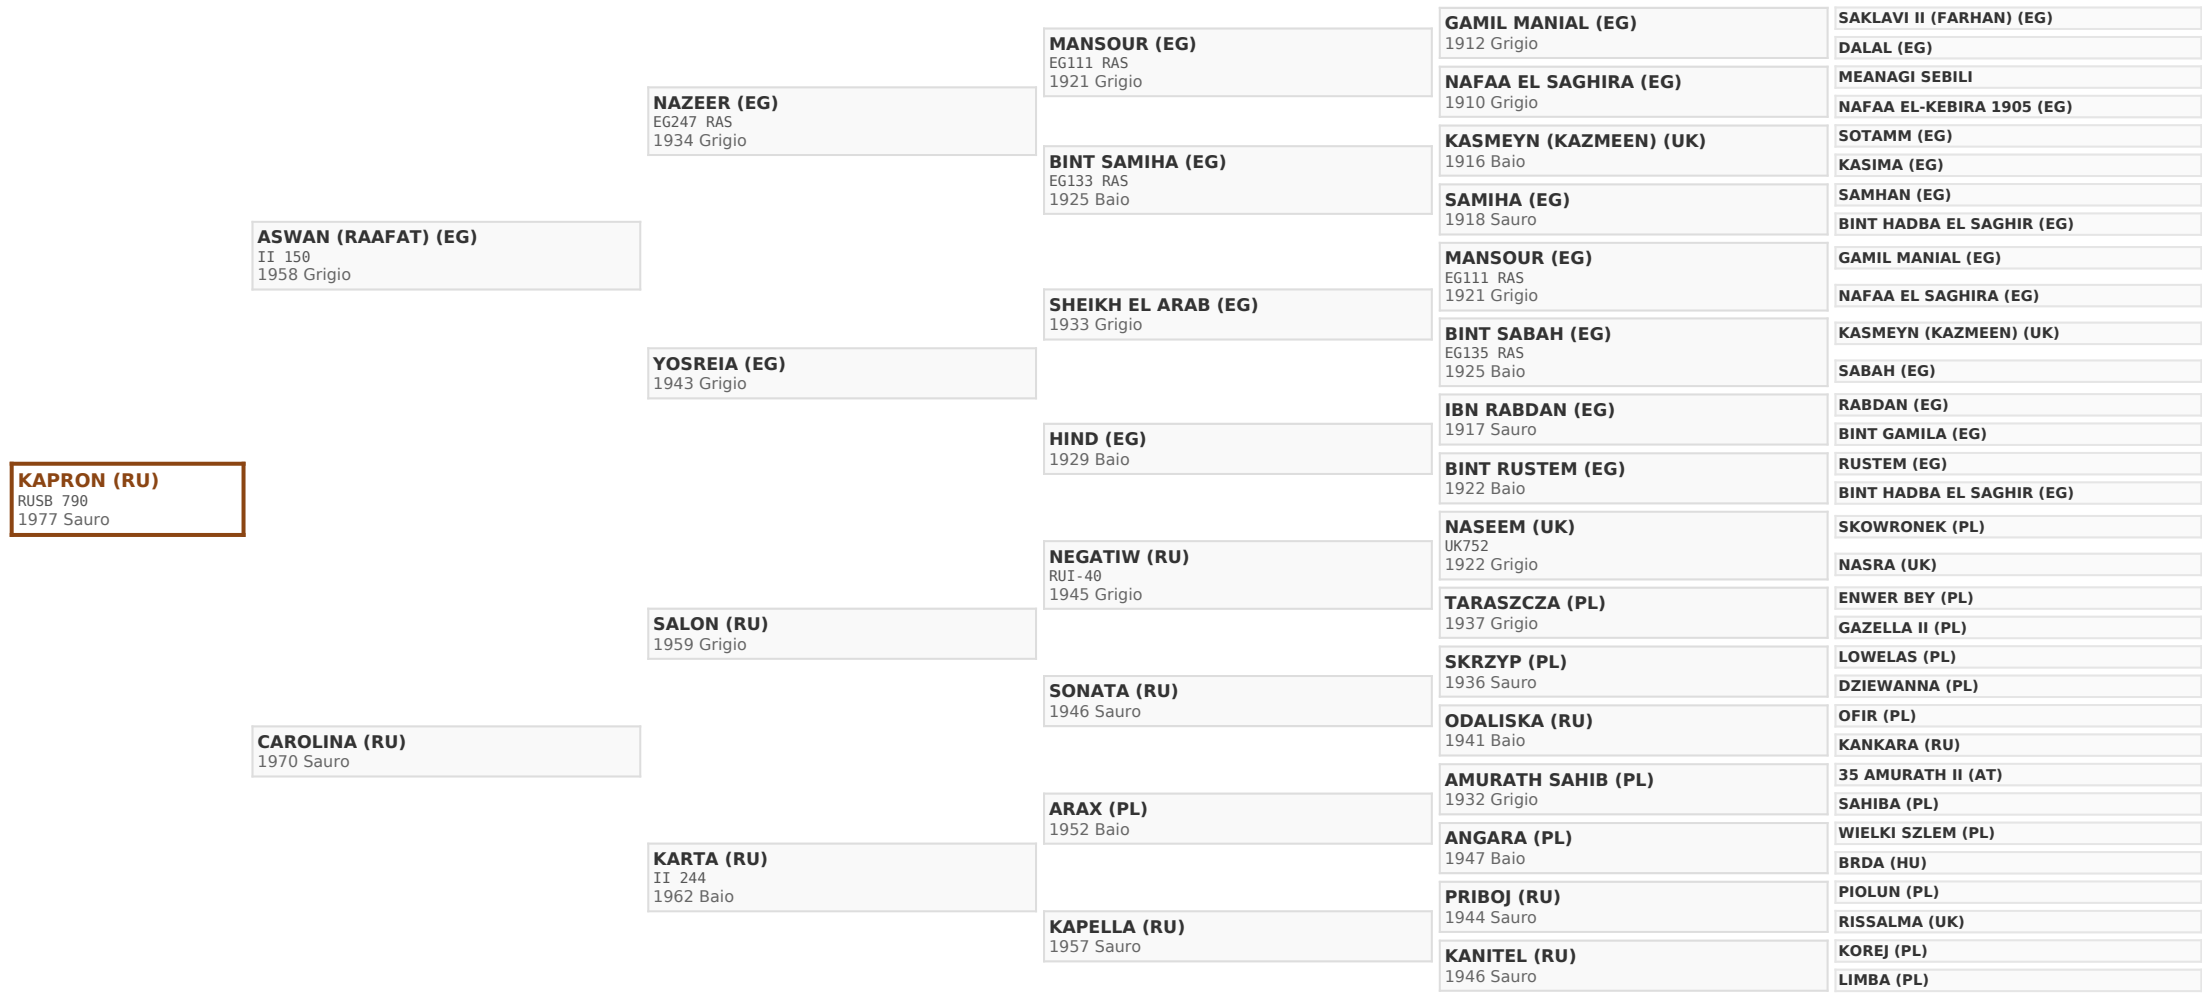 KAPRON (RU)
RUSB 790
1977 Sauro
ASWAN (RAAFAT) (EG)
II 150
1958 Grigio
CAROLINA (RU)
1970 Sauro
NAZEER (EG)
EG247 RAS
1934 Grigio
YOSREIA (EG)
1943 Grigio
SALON (RU)
1959 Grigio
KARTA (RU)
II 244
1962 Baio
MANSOUR (EG)
EG111 RAS
1921 Grigio
BINT SAMIHA (EG)
EG133 RAS
1925 Baio
SHEIKH EL ARAB (EG)
1933 Grigio
HIND (EG)
1929 Baio
NEGATIW (RU)
RUI-40
1945 Grigio
SONATA (RU)
1946 Sauro
ARAX (PL)
1952 Baio
KAPELLA (RU)
1957 Sauro
GAMIL MANIAL (EG)
1912 Grigio
NAFAA EL SAGHIRA (EG)
1910 Grigio
KASMEYN (KAZMEEN) (UK)
1916 Baio
SAMIHA (EG)
1918 Sauro
MANSOUR (EG)
EG111 RAS
1921 Grigio
BINT SABAH (EG)
EG135 RAS
1925 Baio
IBN RABDAN (EG)
1917 Sauro
BINT RUSTEM (EG)
1922 Baio
NASEEM (UK)
UK752
1922 Grigio
TARASZCZA (PL)
1937 Grigio
SKRZYP (PL)
1936 Sauro
ODALISKA (RU)
1941 Baio
AMURATH SAHIB (PL)
1932 Grigio
ANGARA (PL)
1947 Baio
PRIBOJ (RU)
1944 Sauro
KANITEL (RU)
1946 Sauro
SAKLAVI II (FARHAN) (EG)
DALAL (EG)
MEANAGI SEBILI
NAFAA EL-KEBIRA 1905 (EG)
SOTAMM (EG)
KASIMA (EG)
SAMHAN (EG)
BINT HADBA EL SAGHIR (EG)
GAMIL MANIAL (EG)
NAFAA EL SAGHIRA (EG)
KASMEYN (KAZMEEN) (UK)
SABAH (EG)
RABDAN (EG)
BINT GAMILA (EG)
RUSTEM (EG)
BINT HADBA EL SAGHIR (EG)
SKOWRONEK (PL)
NASRA (UK)
ENWER BEY (PL)
GAZELLA II (PL)
LOWELAS (PL)
DZIEWANNA (PL)
OFIR (PL)
KANKARA (RU)
35 AMURATH II (AT)
SAHIBA (PL)
WIELKI SZLEM (PL)
BRDA (HU)
PIOLUN (PL)
RISSALMA (UK)
KOREJ (PL)
LIMBA (PL)